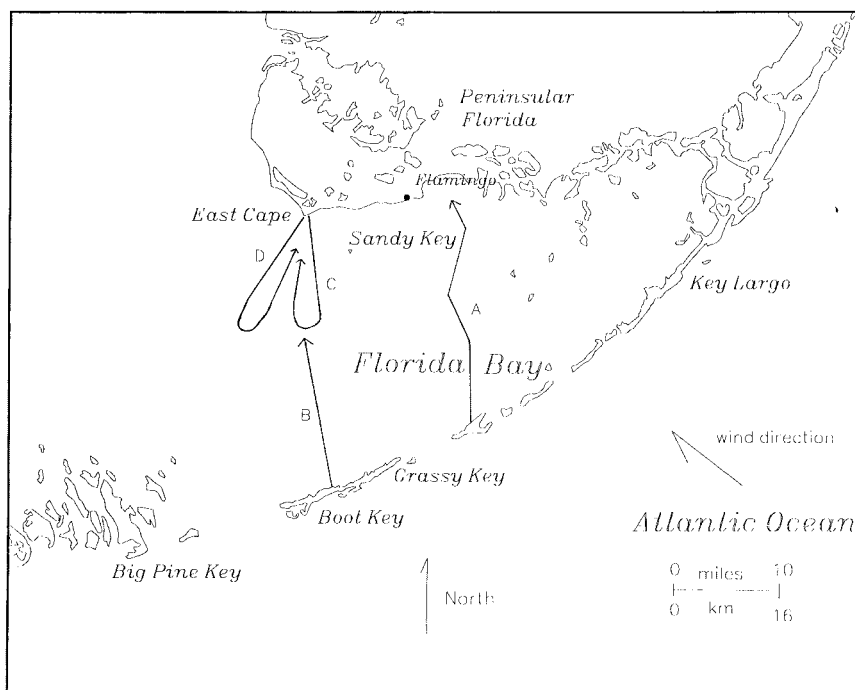 Peninsular
Florida
Flamingo
East Cape
Sandy Key
D
C
Key Largo
A
Florida Bay
B
wind direction
Grassy Key
Boot Key
Atlantic Ocean
Big Pine Key
North
0 miles 10
0 km 16